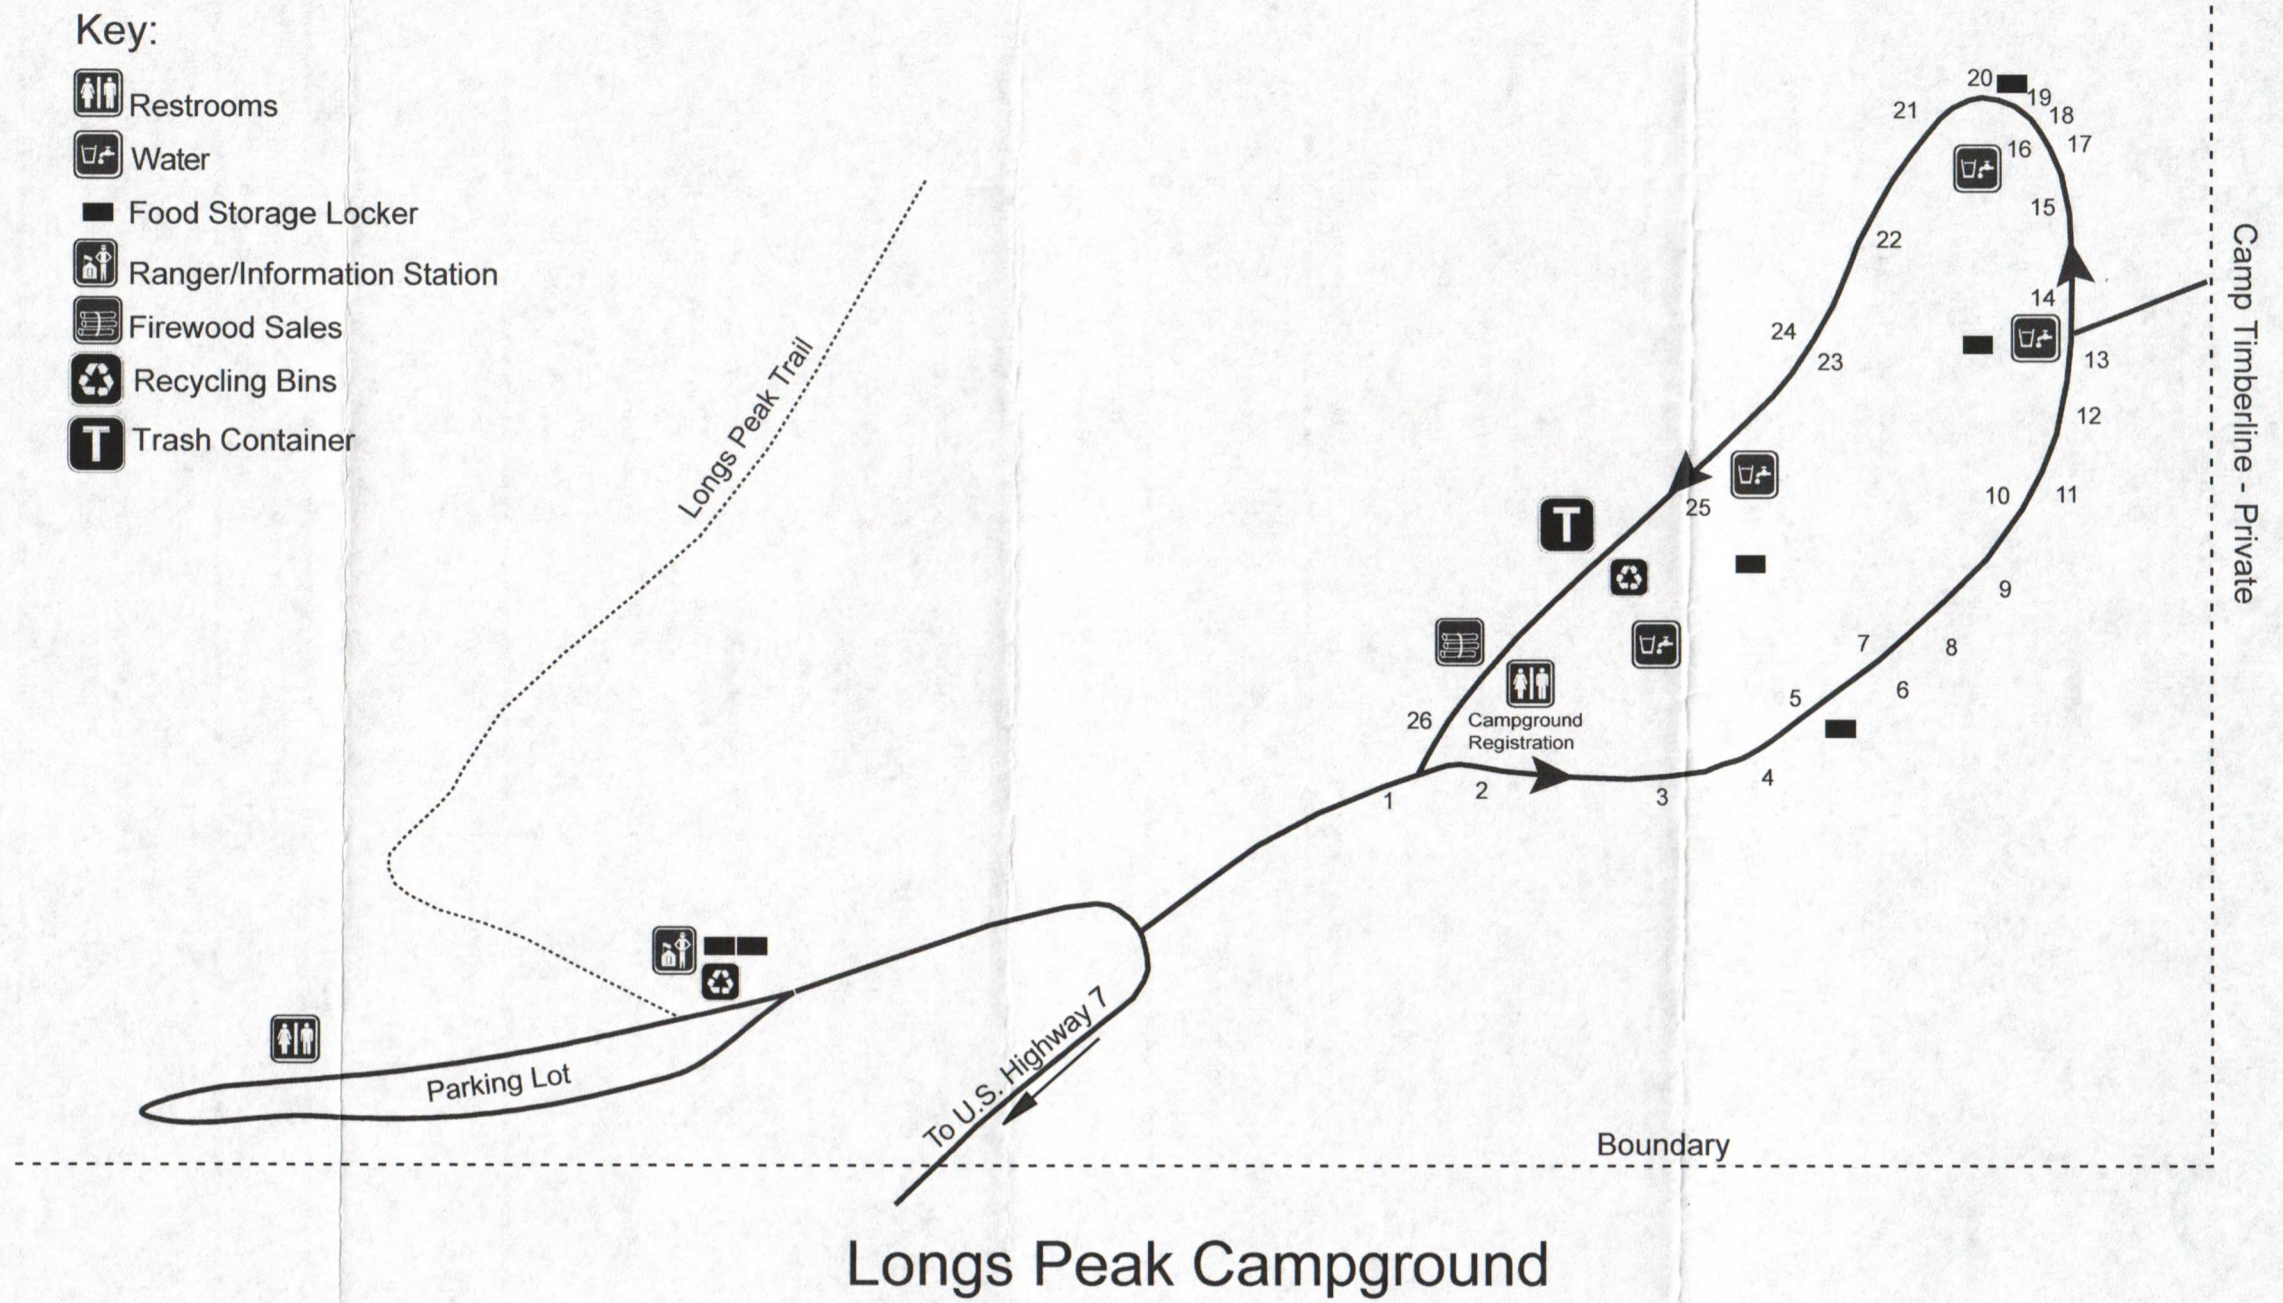 Key:
Restrooms
Water
Food Storage Locker
Ranger/Information Station
Firewood Sales
Recycling Bins
T Trash Container
Longs Peak Trail
20
19
21
18
17
16
15
22
14
24
23
13
12
T
25
10
11
9
7
8
6
5
26
Campground
Registration
4
1
2
3
Camp Timberline - Private
To U.S. Highway 7
Parking Lot
Boundary
Longs Peak Campground